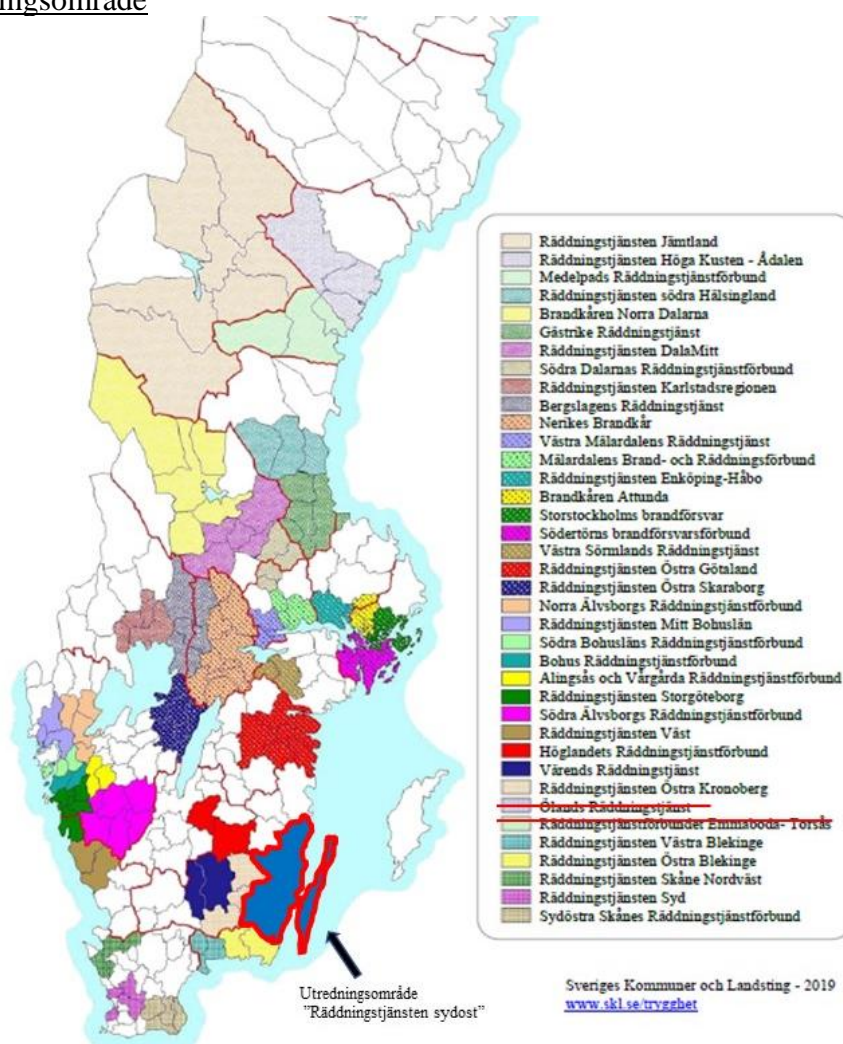 ingsområde
Räddningstjänsten Jämtland
Räddningstjänsten Höga Kusten - Ådalen
Medelpads Räddningstjänstförbund
Räddningstjänsten södra Hälsingland
Brandkåren Norra Dalarna
Gästrike Räddningstjänst
Räddningstjänsten DalaMitt
Södra Dalarnas Räddningstjänstförbund
Räddningstjänsten Karlstadsregionen
Bergslagens Räddningstjänst
Nerikes Brandkår
Västra Mälardalens Räddningstjänst
Mälardalens Brand- och Räddningsförbund
Räddningstjänsten Enköping-Håbo
Brandkåren Attunda
Storstockholms brandförsvar
Södertörns brandförsvarsförbund
Västra Sörmlands Räddningstjänst
Räddningstjänsten Östra Götaland
Räddningstjänsten Östra Skaraborg
Norra Älvsborgs Räddningstjänstförbund
Räddningstjänsten Mitt Bohuslän
Södra Bohusläns Räddningstjänstförbund
Bohus Räddningstjänstförbund
Alingsås och Vårgårda Räddningstjänstförbund
Räddningstjänsten Storgöteborg
Södra Älvsborgs Räddningstjänstförbund
Räddningstjänsten Väst
Höglandets Räddningstjänstförbund
Värends Räddningstjänst
Räddningstjänsten Östra Kronoberg
Ölands Räddningstjänst
Räddningstjänstförbundet Emmaboda- Torsås
Räddningstjänsten Västra Blekinge
Räddningstjänsten Östra Blekinge
Räddningstjänsten Skåne Nordväst
Räddningstjänsten Syd
Sydöstra Skånes Räddningstjänstförbund
Utredningsområde
"Räddningstjänsten sydost"
Sveriges Kommuner och Landsting - 2019
www.skl.se/trygghet